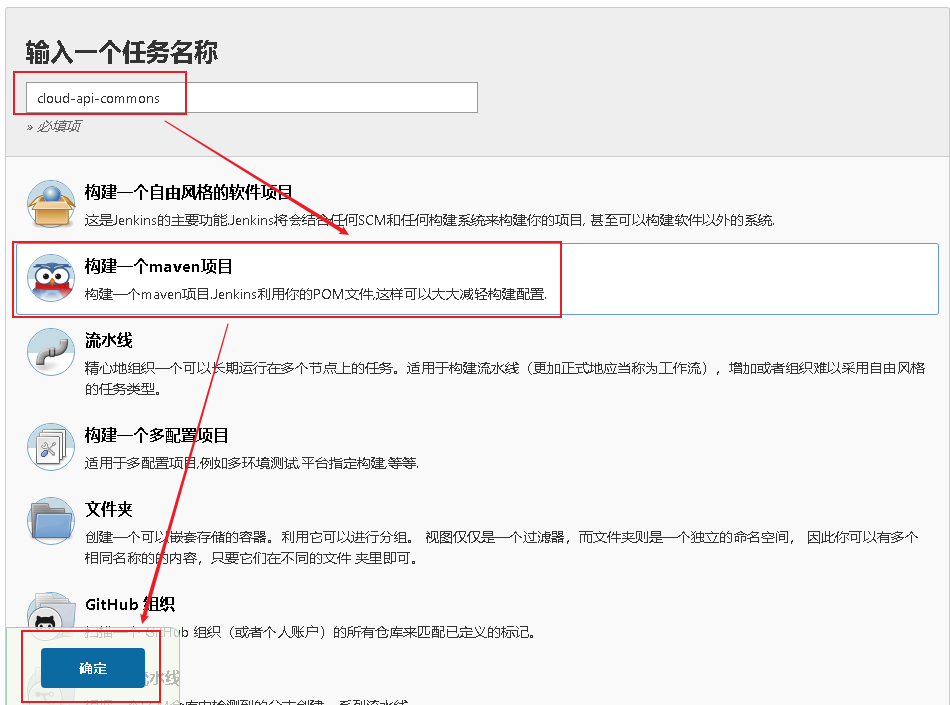 输入一个任务名称
cloud-api-commons
» 必填项
构建一个自由风格的软件项目
这是Jenkins的主要功能.Jenkins将会结合任何SCM和任何构建系统来构建你的项目, 甚至可以构建软件以外的系统.
构建一个maven项目
构建一个maven项目.Jenkins利用你的POM文件,这样可以大大减轻构建配置.
流水线
精心地组织一个可以长期运行在多个节点上的任务。适用于构建流水线（更加正式地应当称为工作流），增加或者组织难以采用自由风格
的任务类型。
构建一个多配置项目
适用于多配置项目,例如多环境测试,平台指定构建,等等.
文件夹
创建一个可以嵌套存储的容器。利用它可以进行分组。 视图仅仅是一个过滤器，而文件夹则是一个独立的命名空间， 因此你可以有多个
相同名称的的内容，只要它们在不同的文件 夹里即可。
GitHub 组织
扫描一个 GitHub 组织（或者个人账户）的所有仓库来匹配已定义的标记。
确定
流水线